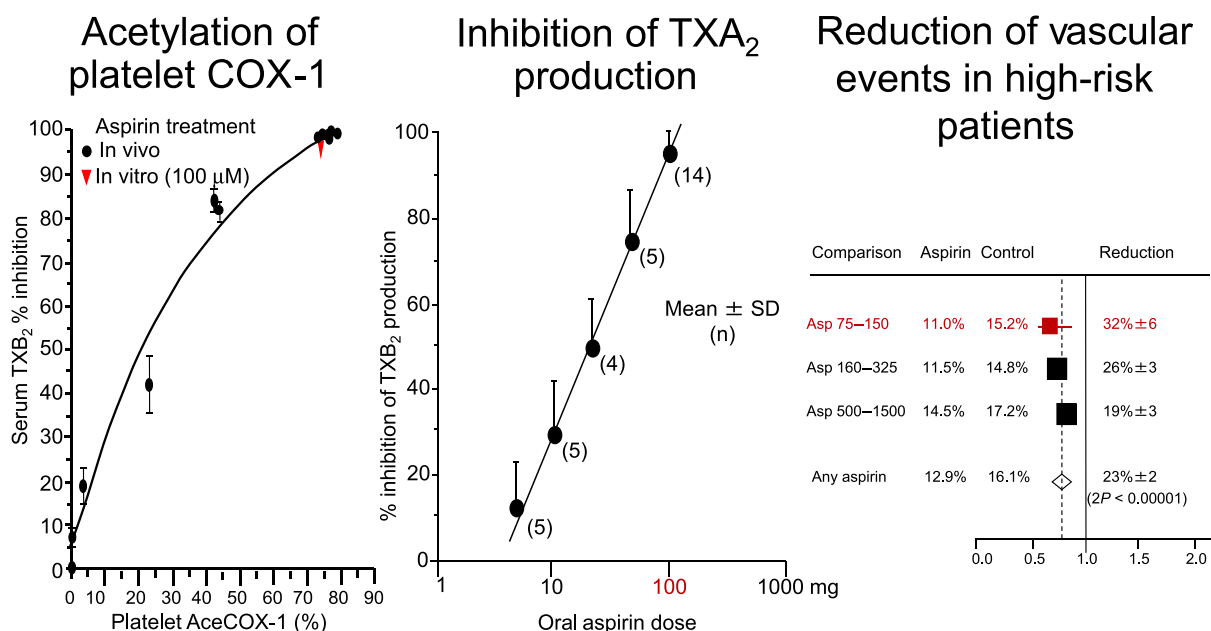 Acetylation of
platelet COX-1
Aspirin treatment
In vivo
In vitro (100 μM)
Serum TXB₂ % inhibition
100
90
80
70
60
50
40
30
20
10
0
0 10 20 30 40 50 60 70 80 90
Platelet AceCOX-1 (%)
Inhibition of TXA₂
production
% inhibition of TXB₂ production
100
80
60
40
20
0
(14)
(5)
(4)
(5)
(5)
Mean ± SD
(n)
1 10 100 1000 mg
Oral aspirin dose
Reduction of vascular
events in high-risk
patients
Comparison Aspirin Control Reduction
Asp 75–150 11.0% 15.2% 32%±6
Asp 160–325 11.5% 14.8% 26%±3
Asp 500–1500 14.5% 17.2% 19%±3
Any aspirin 12.9% 16.1% 23%±2
(2P < 0.00001)
0.0 0.5 1.0 1.5 2.0